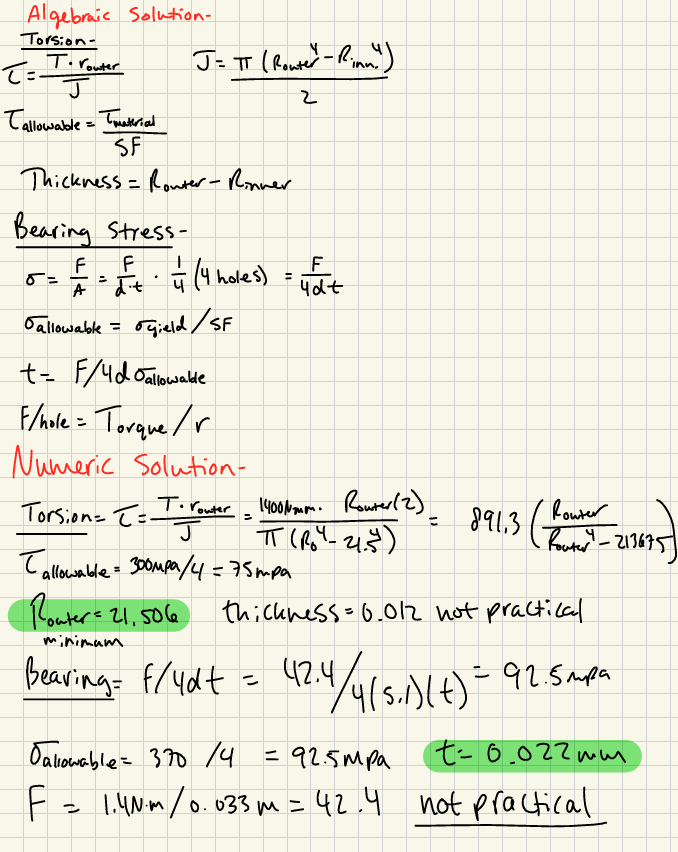 Algebraic Solution-
Torsion-
τ = T · router / J    J = π (Router⁴ - Rinn.⁴) / 2
τallowable = τmaterial / SF
Thickness = Router - Rinner
Bearing Stress-
σ = F/A = F/d·t · 1/4 (4 holes) = F/4dt
σallowable = σyield / SF
t = F/4dσallowable
F/hole = Torque / r
Numeric Solution-
Torsion = τ = T · router / J = 1400Nmm · Router(2) / π (Ro⁴ - 21.5⁴) = 891.3 (Router / Router⁴ - 213675)
τallowable = 300mpa/4 = 75mpa
Router = 21.506    thickness = 0.012 not practical
minimum
Bearing = f/4dt = 42.4/4(5.1)(t) = 92.5mpa
σallowable = 370 /4 = 92.5mpa    t = 0.022mm
F = 1.4N·m / 0.033m = 42.4    not practical